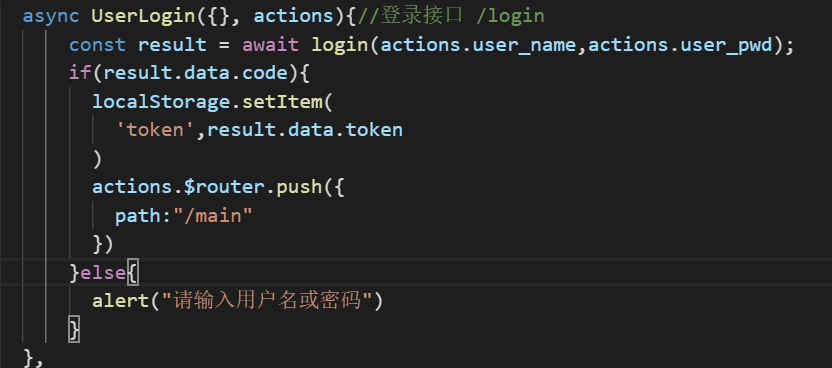 async UserLogin({}, actions){//登录接口 /login
const result = await login(actions.user_name,actions.user_pwd);
if(result.data.code){
localStorage.setItem(
'token',result.data.token
)
actions.$router.push({
path:"/main"
})
}else{
alert("请输入用户名或密码")
}
},